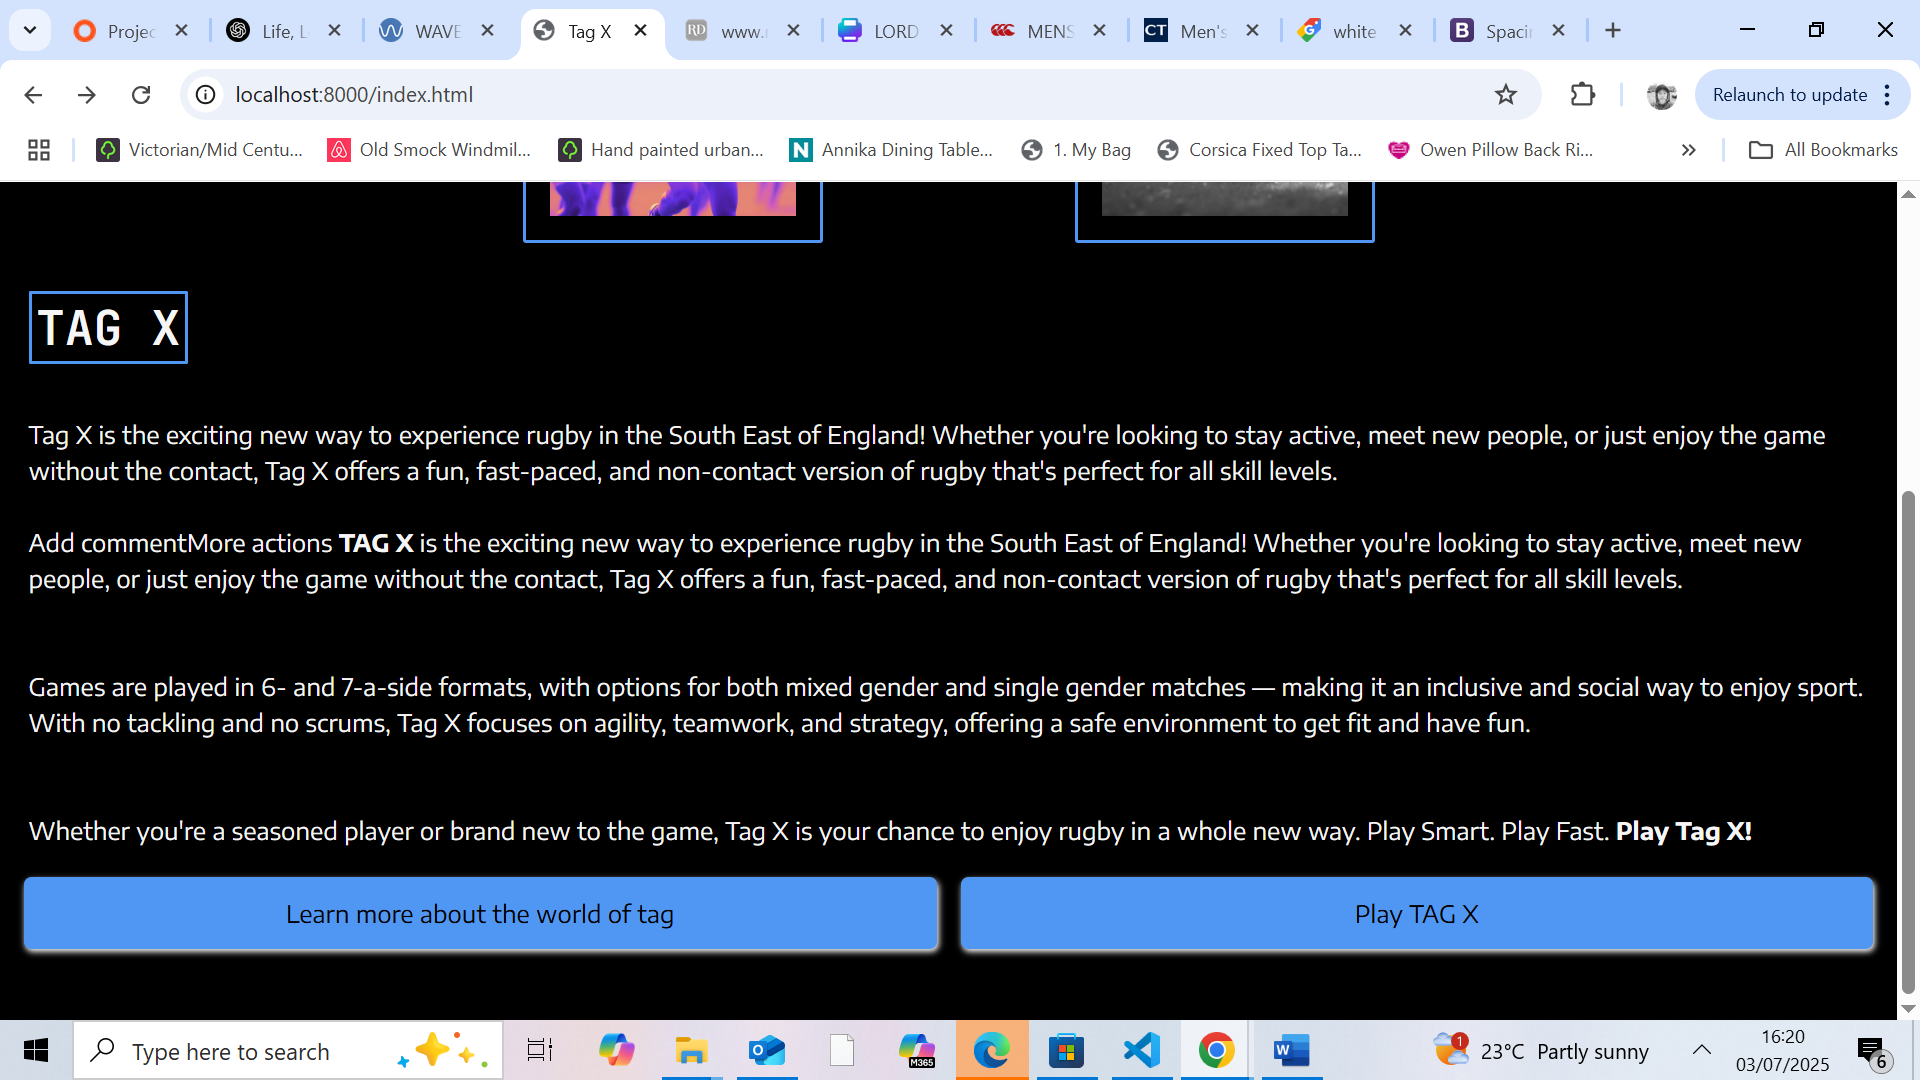 Projec
Life, L
WAVE
Tag X
www.r
LORD
MENS
Men's
white
Spacin
localhost:8000/index.html
Relaunch to update
Victorian/Mid Centu...
Old Smock Windmil...
Hand painted urban...
Annika Dining Table...
1. My Bag
Corsica Fixed Top Ta...
Owen Pillow Back Ri...
All Bookmarks
TAG X
Tag X is the exciting new way to experience rugby in the South East of England! Whether you're looking to stay active, meet new people, or just enjoy the game
without the contact, Tag X offers a fun, fast-paced, and non-contact version of rugby that's perfect for all skill levels.
Add commentMore actions TAG X is the exciting new way to experience rugby in the South East of England! Whether you're looking to stay active, meet new
people, or just enjoy the game without the contact, Tag X offers a fun, fast-paced, and non-contact version of rugby that's perfect for all skill levels.
Games are played in 6- and 7-a-side formats, with options for both mixed gender and single gender matches — making it an inclusive and social way to enjoy sport.
With no tackling and no scrums, Tag X focuses on agility, teamwork, and strategy, offering a safe environment to get fit and have fun.
Whether you're a seasoned player or brand new to the game, Tag X is your chance to enjoy rugby in a whole new way. Play Smart. Play Fast. Play Tag X!
Learn more about the world of tag
Play TAG X
Type here to search
M365
1
23°C Partly sunny
16:20
03/07/2025
6